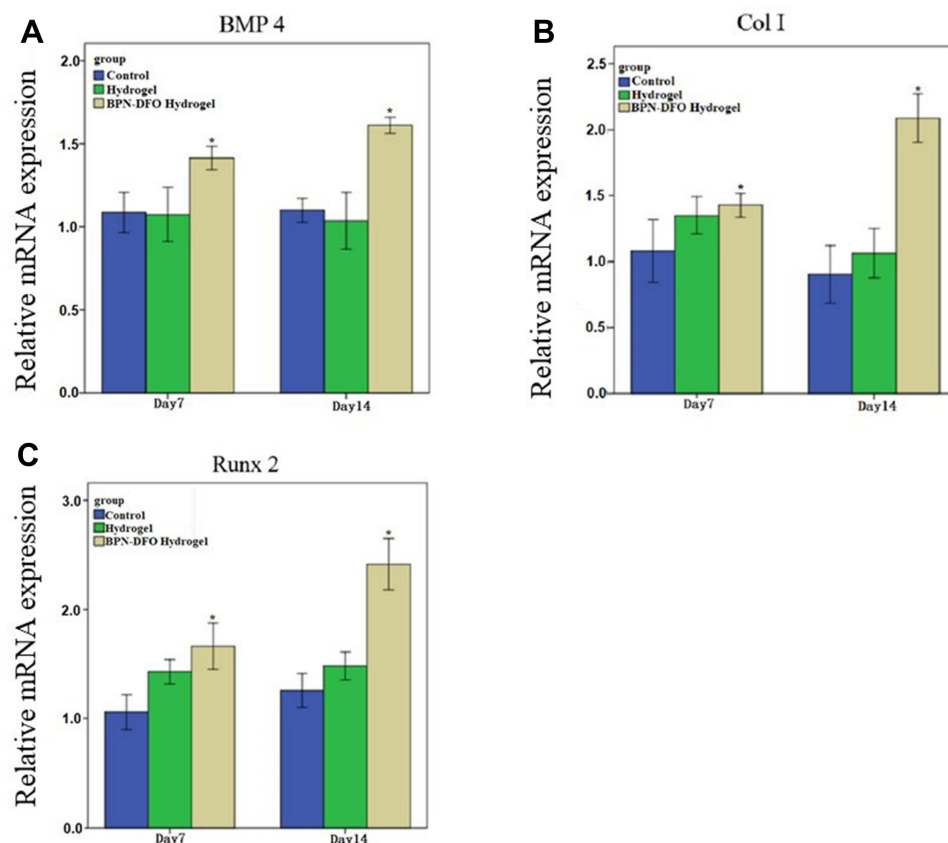 A
BMP 4
Relative mRNA expression
2.0
1.5
1.0
0.5
0.0
group
Control
Hydrogel
BPN-DFO Hydrogel
*
*
Day7
Day14
B
Col I
Relative mRNA expression
2.5
2.0
1.5
1.0
0.5
0.0
group
Control
Hydrogel
BPN-DFO Hydrogel
*
*
Day7
Day14
C
Runx 2
Relative mRNA expression
3.0
2.0
1.0
0.0
group
Control
Hydrogel
BPN-DFO Hydrogel
*
*
Day7
Day14